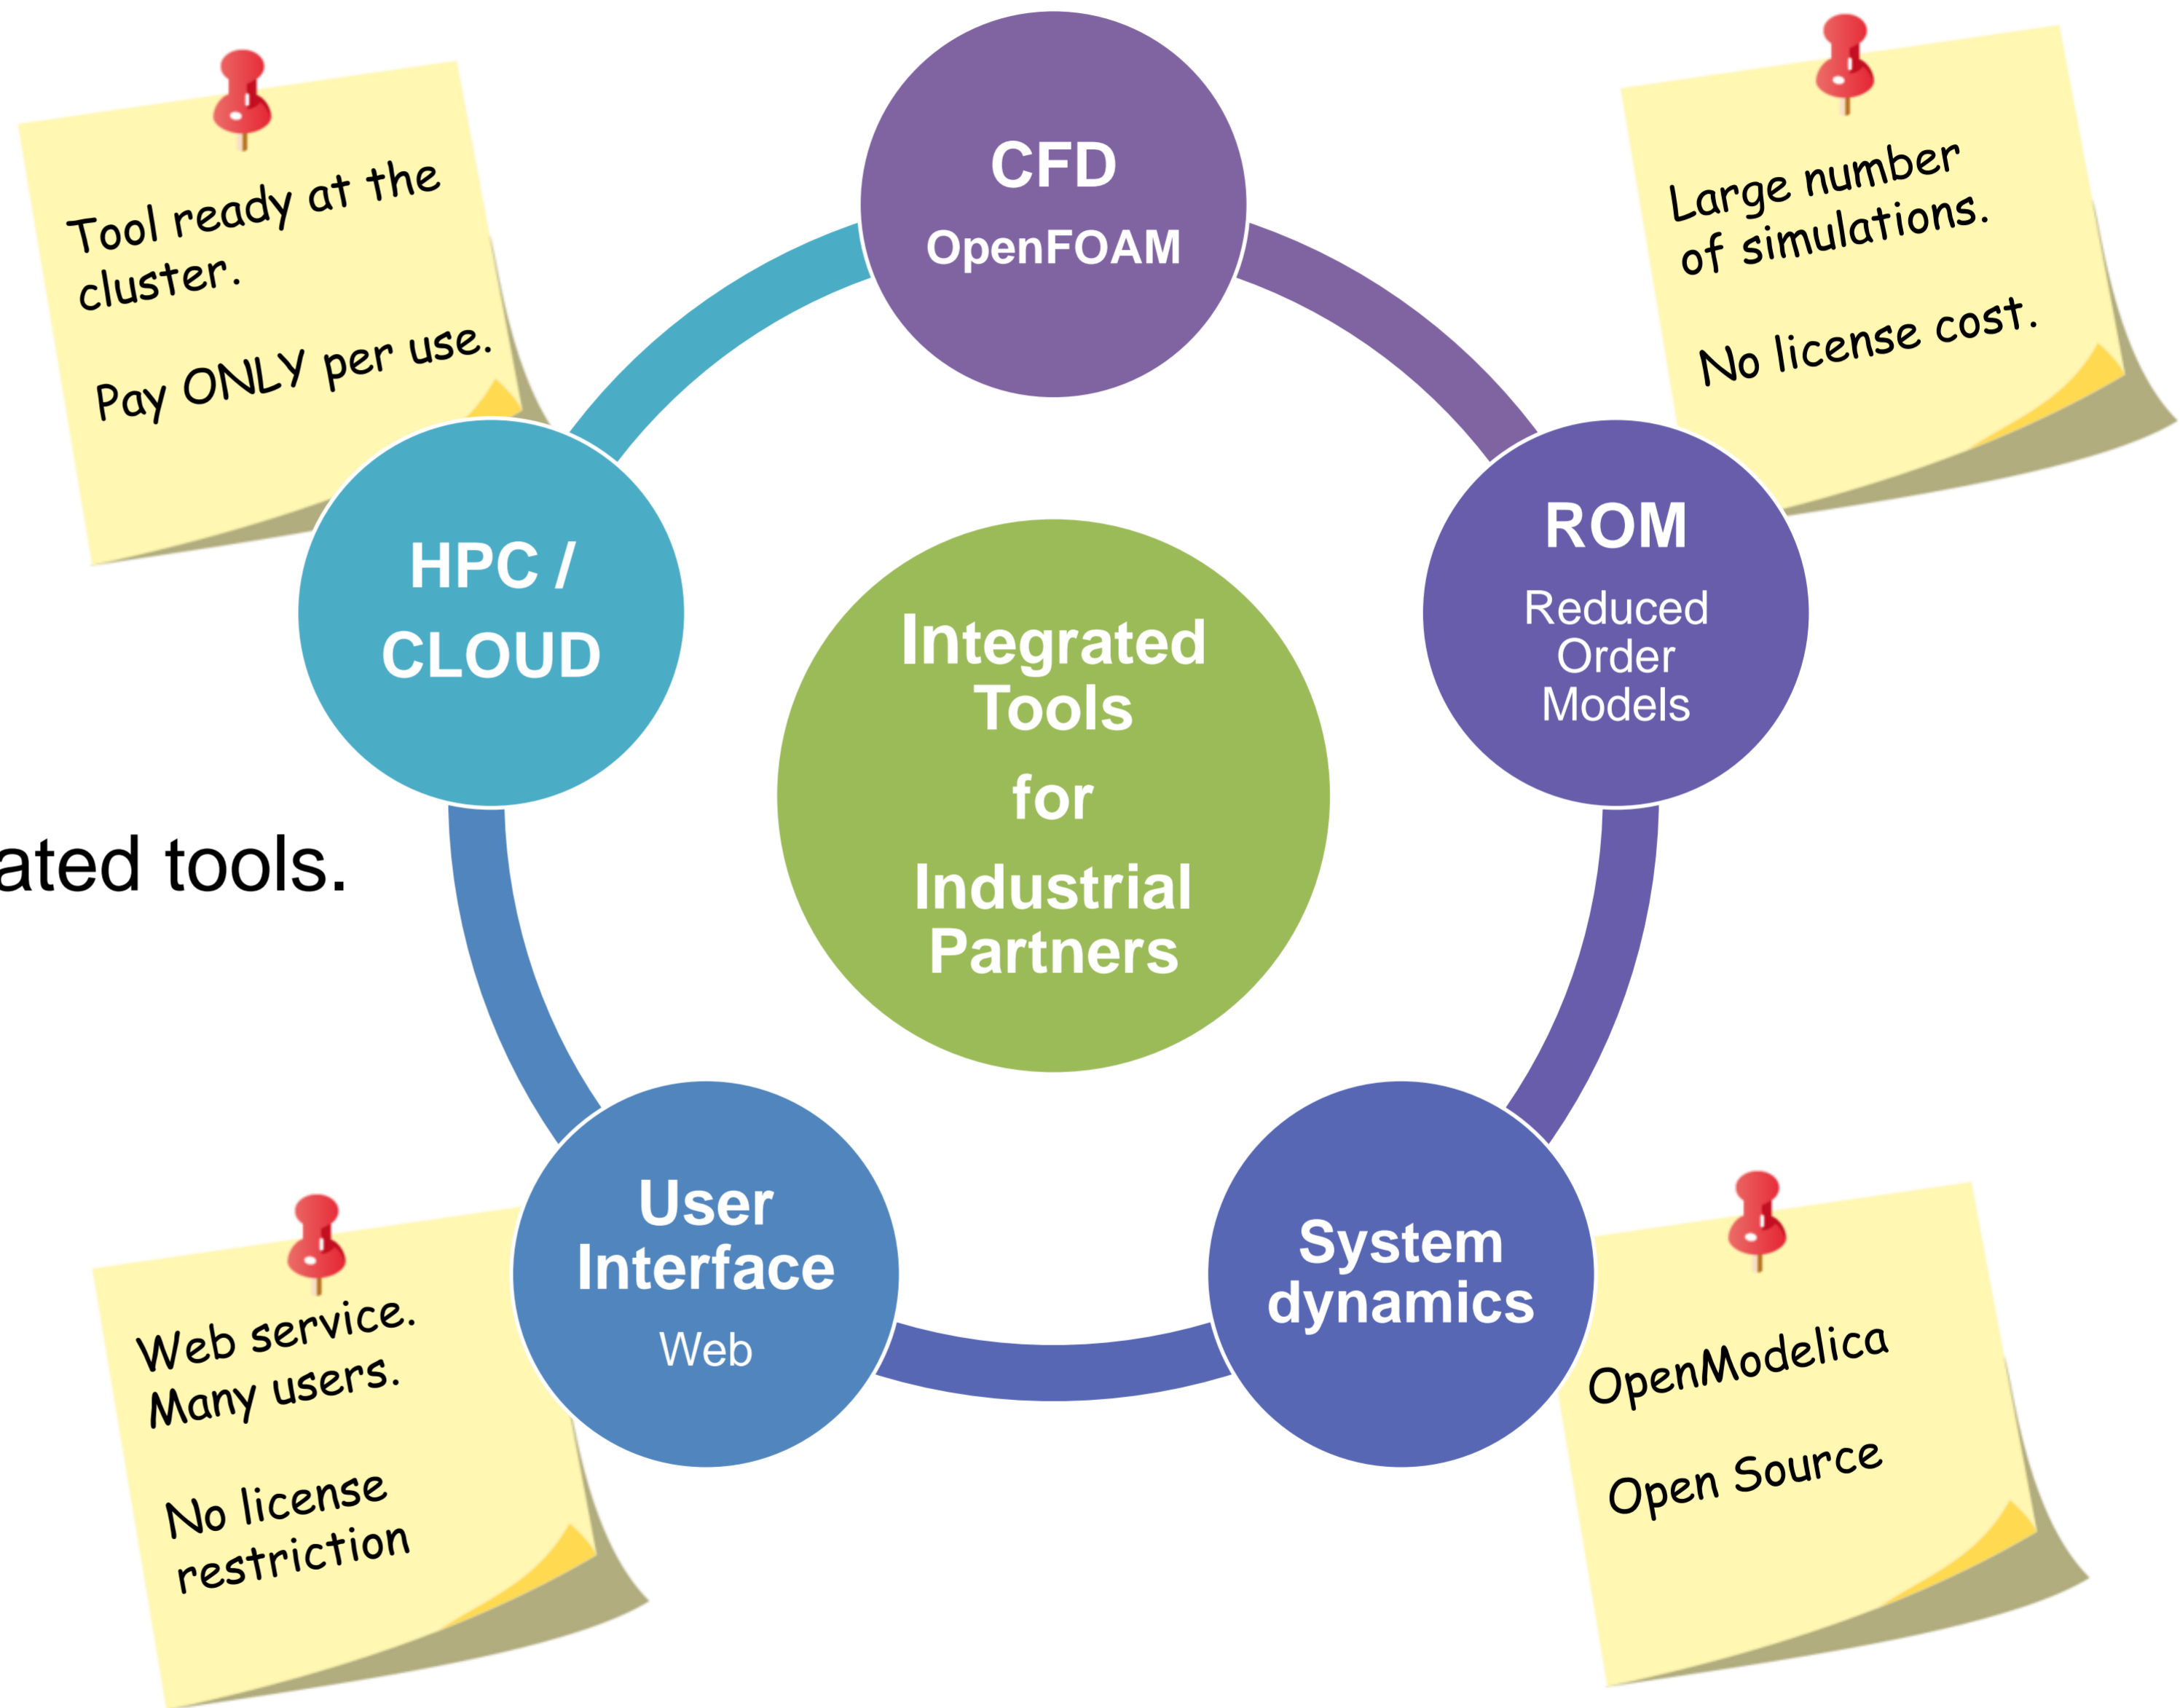 CFD
OpenFOAM
Tool ready at the
cluster.
Pay ONLY per use.
Large number
of simulations.
No license cost.
HPC /
CLOUD
ROM
Reduced
Order
Models
Integrated
Tools
for
Industrial
Partners
ated tools.
User
Interface
Web
System
dynamics
Web service.
Many users.
No license
restriction
OpenModelica
Open Source